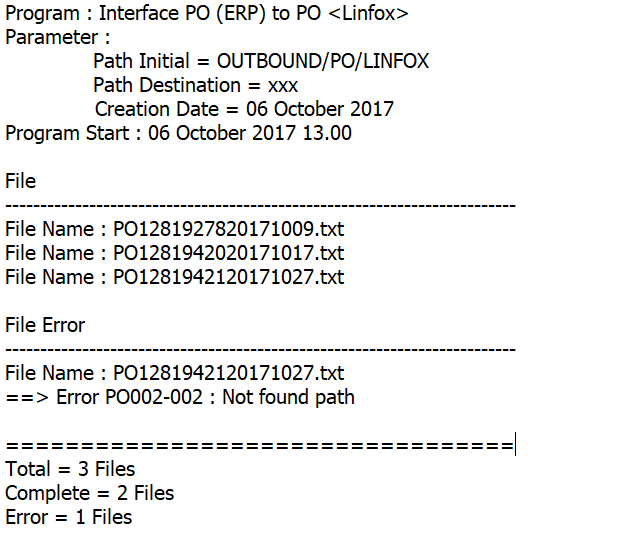 Program : Interface PO (ERP) to PO <Linfox>
Parameter :
Path Initial = OUTBOUND/PO/LINFOX
Path Destination = xxx
Creation Date = 06 October 2017
Program Start : 06 October 2017 13.00
File
-------------------------------------------------------------------------
File Name : PO1281927820171009.txt
File Name : PO1281942020171017.txt
File Name : PO1281942120171027.txt
File Error
-------------------------------------------------------------------------
File Name : PO1281942120171027.txt
==> Error PO002-002 : Not found path
==================================
Total = 3 Files
Complete = 2 Files
Error = 1 Files